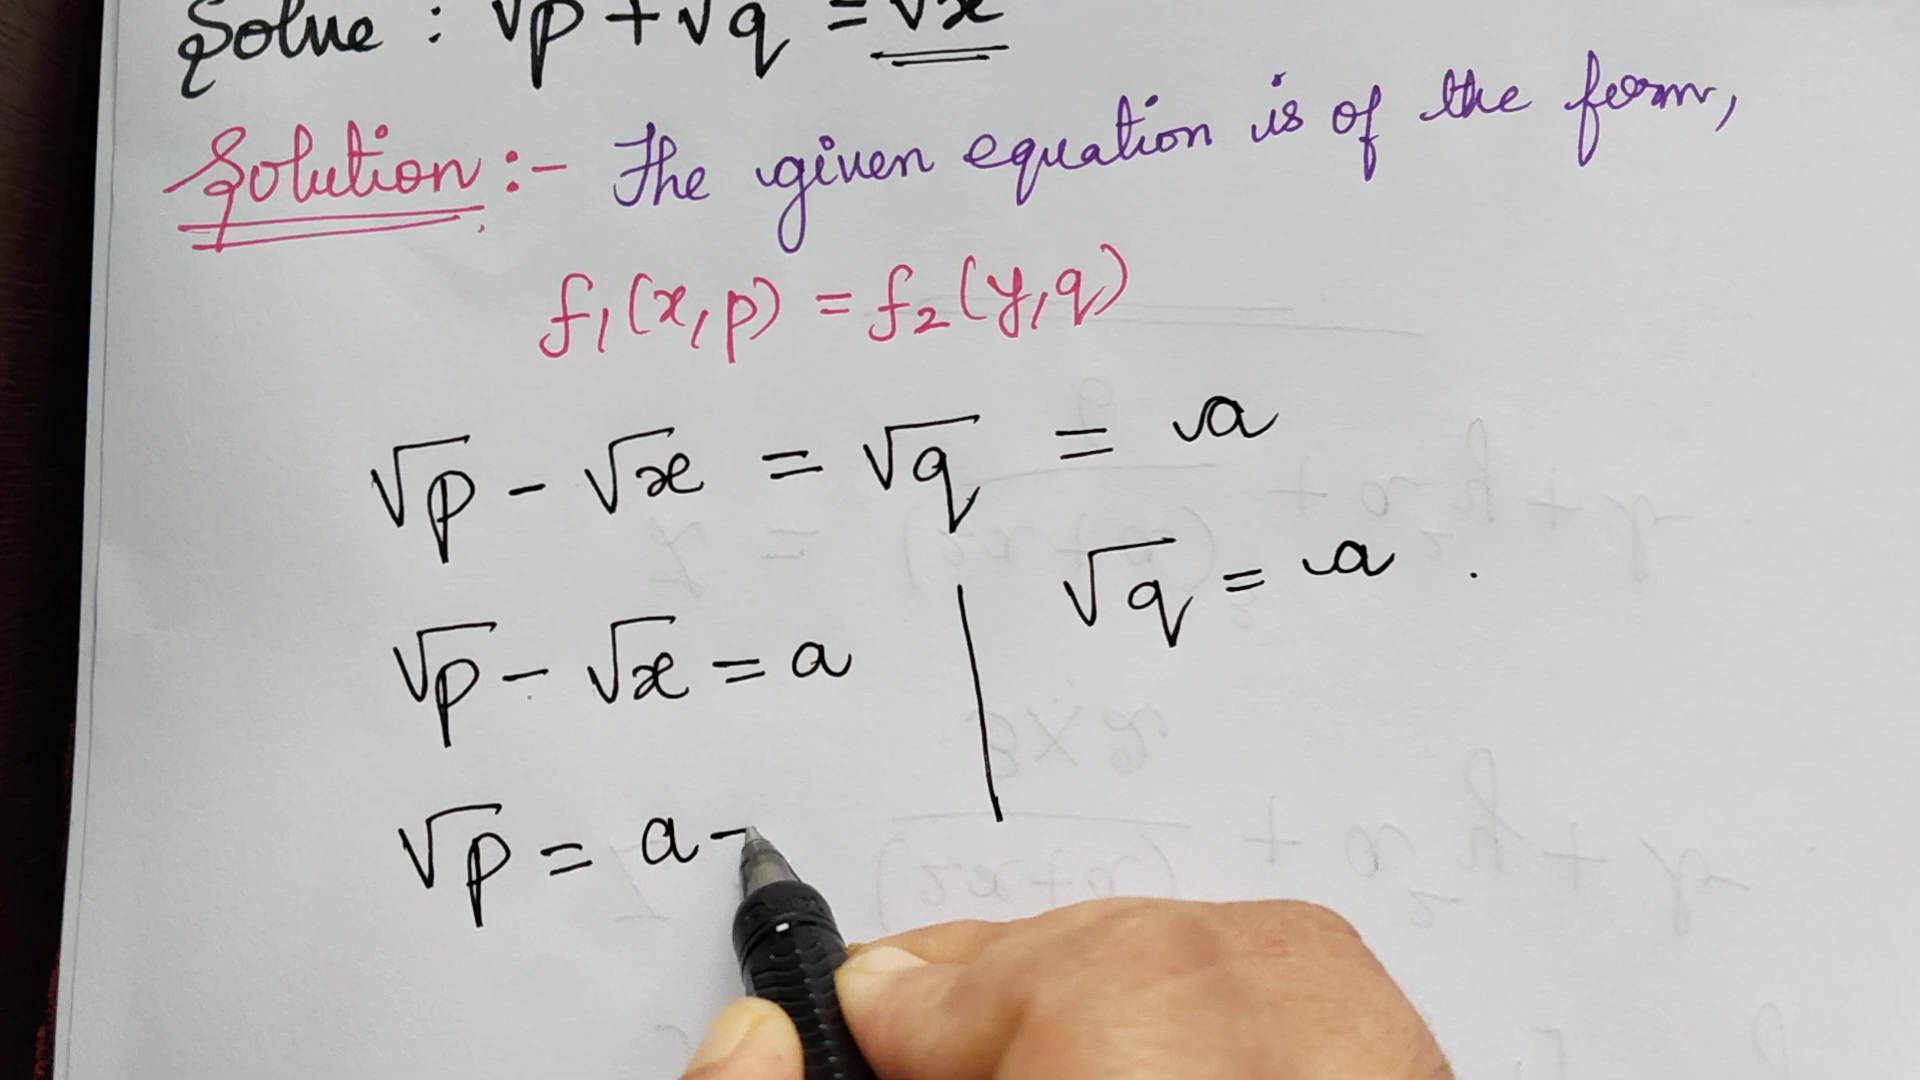 Solve : √p + √q = √x
Solution :- The given equation is of the form,
f₁(x,p) = f₂(y,q)
√p - √x = √q = a
√p - √x = a
√q = a .
√p = a -